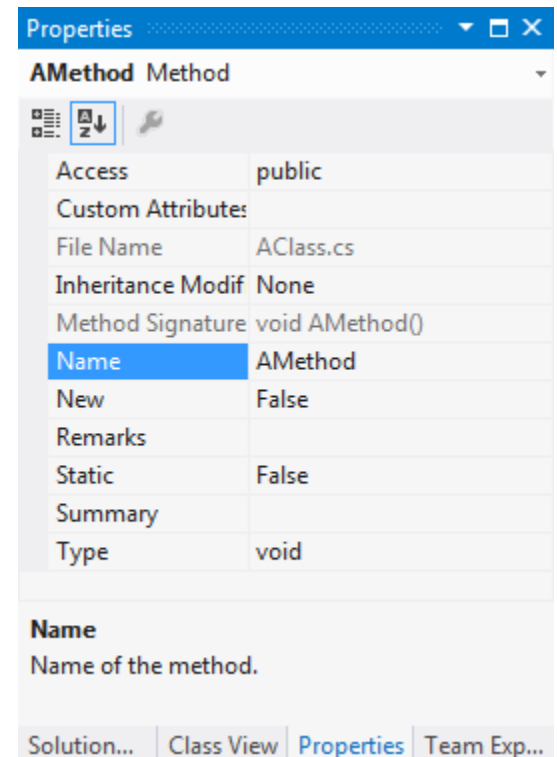 Properties
AMethod Method
Access public
Custom Attributes
File Name AClass.cs
Inheritance Modif None
Method Signature void AMethod()
Name AMethod
New False
Remarks
Static False
Summary
Type void
Name
Name of the method.
Solution... Class View Properties Team Exp...